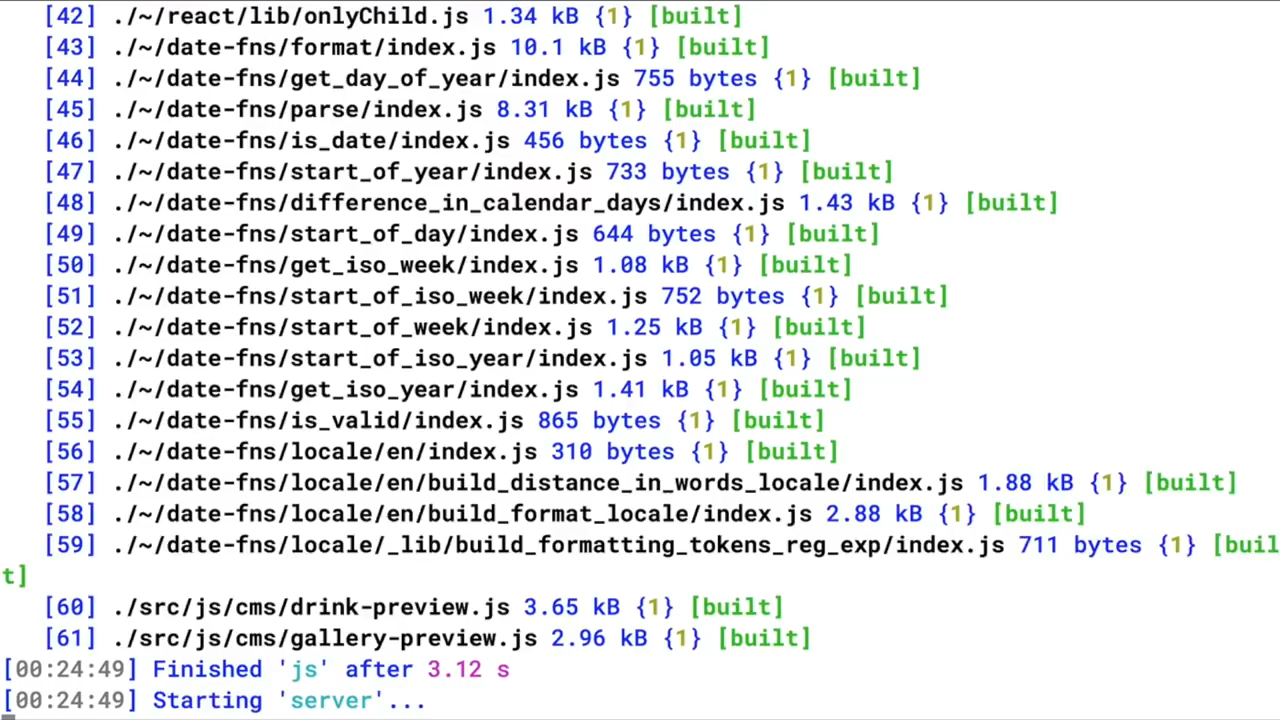 [42] ./~/react/lib/onlyChild.js 1.34 kB {1} [built]
[43] ./~/date-fns/format/index.js 10.1 kB {1} [built]
[44] ./~/date-fns/get_day_of_year/index.js 755 bytes {1} [built]
[45] ./~/date-fns/parse/index.js 8.31 kB {1} [built]
[46] ./~/date-fns/is_date/index.js 456 bytes {1} [built]
[47] ./~/date-fns/start_of_year/index.js 733 bytes {1} [built]
[48] ./~/date-fns/difference_in_calendar_days/index.js 1.43 kB {1} [built]
[49] ./~/date-fns/start_of_day/index.js 644 bytes {1} [built]
[50] ./~/date-fns/get_iso_week/index.js 1.08 kB {1} [built]
[51] ./~/date-fns/start_of_iso_week/index.js 752 bytes {1} [built]
[52] ./~/date-fns/start_of_week/index.js 1.25 kB {1} [built]
[53] ./~/date-fns/start_of_iso_year/index.js 1.05 kB {1} [built]
[54] ./~/date-fns/get_iso_year/index.js 1.41 kB {1} [built]
[55] ./~/date-fns/is_valid/index.js 865 bytes {1} [built]
[56] ./~/date-fns/locale/en/index.js 310 bytes {1} [built]
[57] ./~/date-fns/locale/en/build_distance_in_words_locale/index.js 1.88 kB {1} [built]
[58] ./~/date-fns/locale/en/build_format_locale/index.js 2.88 kB {1} [built]
[59] ./~/date-fns/locale/_lib/build_formatting_tokens_reg_exp/index.js 711 bytes {1} [buil
t]
[60] ./src/js/cms/drink-preview.js 3.65 kB {1} [built]
[61] ./src/js/cms/gallery-preview.js 2.96 kB {1} [built]
[00:24:49] Finished 'js' after 3.12 s
[00:24:49] Starting 'server'...